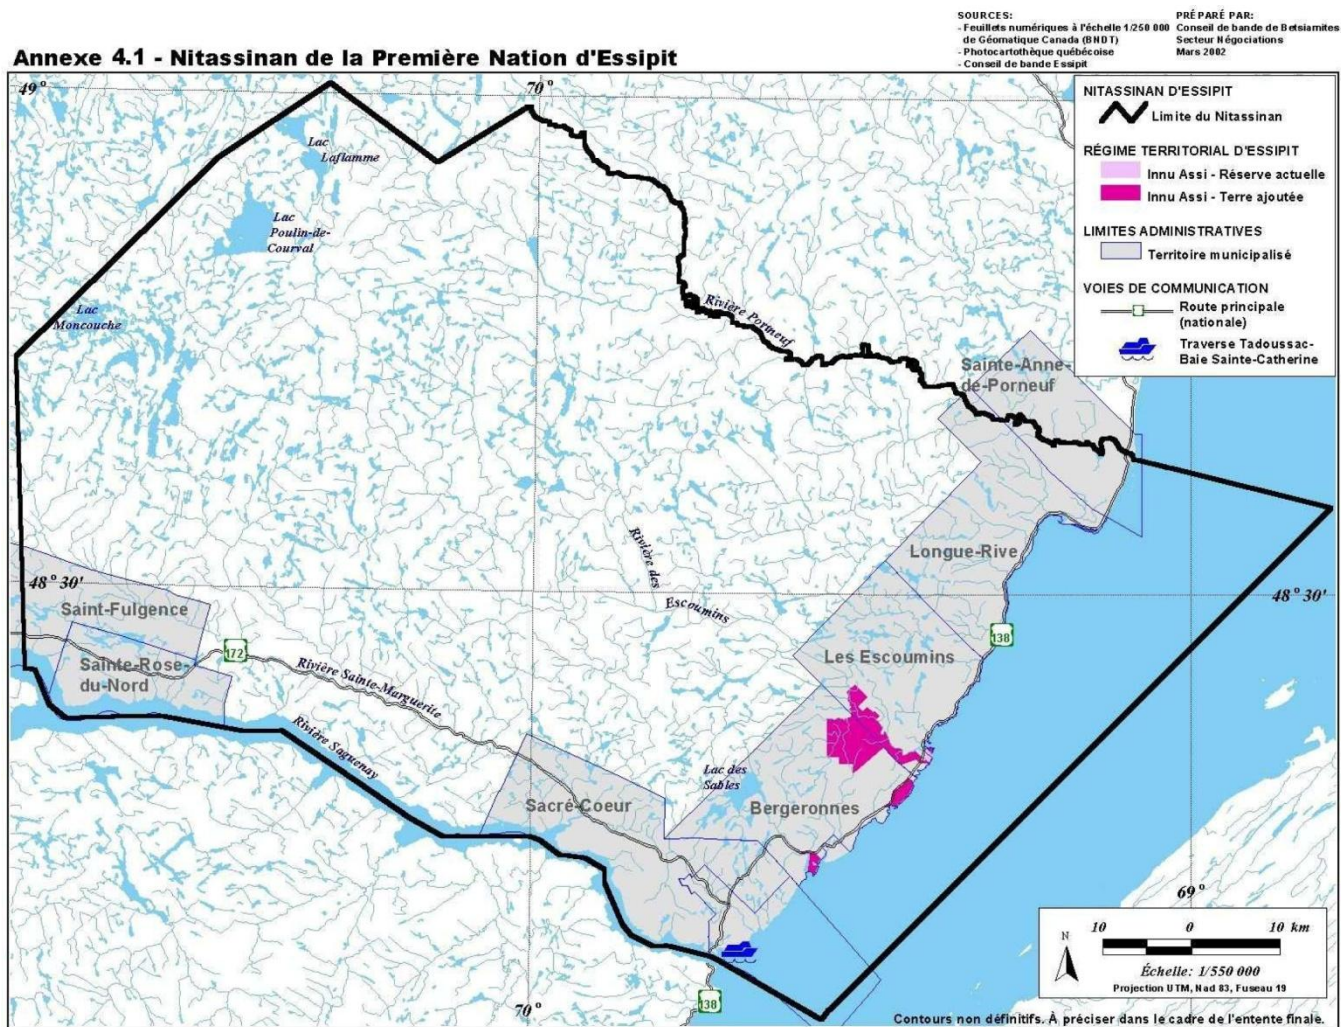 SOURCES:
- Feuillets numériques à l'échelle 1/250 000
de Géomatique Canada (BNDT)
- Photocartothèque québécoise
- Conseil de bande Essipit
PRÉPARÉ PAR:
Conseil de bande de Betsiamites
Secteur Négociations
Mars 2002
Annexe 4.1 - Nitassinan de la Première Nation d'Essipit
49°
70°
NITASSINAN D'ESSIPIT
Limite du Nitassinan
RÉGIME TERRITORIAL D'ESSIPIT
Innu Assi - Réserve actuelle
Innu Assi - Terre ajoutée
LIMITES ADMINISTRATIVES
Territoire municipalisé
VOIES DE COMMUNICATION
Route principale
(nationale)
Traverse Tadoussac-
Baie Sainte-Catherine
Lac
Laflamme
Lac
Poulin-de-
Courval
Lac
Moncouche
Rivière Porneuf
Sainte-Anne-
de-Porneuf
Rivière des
Escoumins
Longue-Rive
48° 30'
48° 30'
Saint-Fulgence
Sainte-Rose-
du-Nord
172
138
Les Escoumins
Rivière Sainte-Marguerite
Rivière Saguenay
Lac des
Sables
Sacré-Coeur
Bergeronnes
69°
70°
138
N
10 0 10 km
Échelle: 1/550 000
Projection UTM, Nad 83, Fuseau 19
Contours non définitifs. À préciser dans le cadre de l'entente finale.